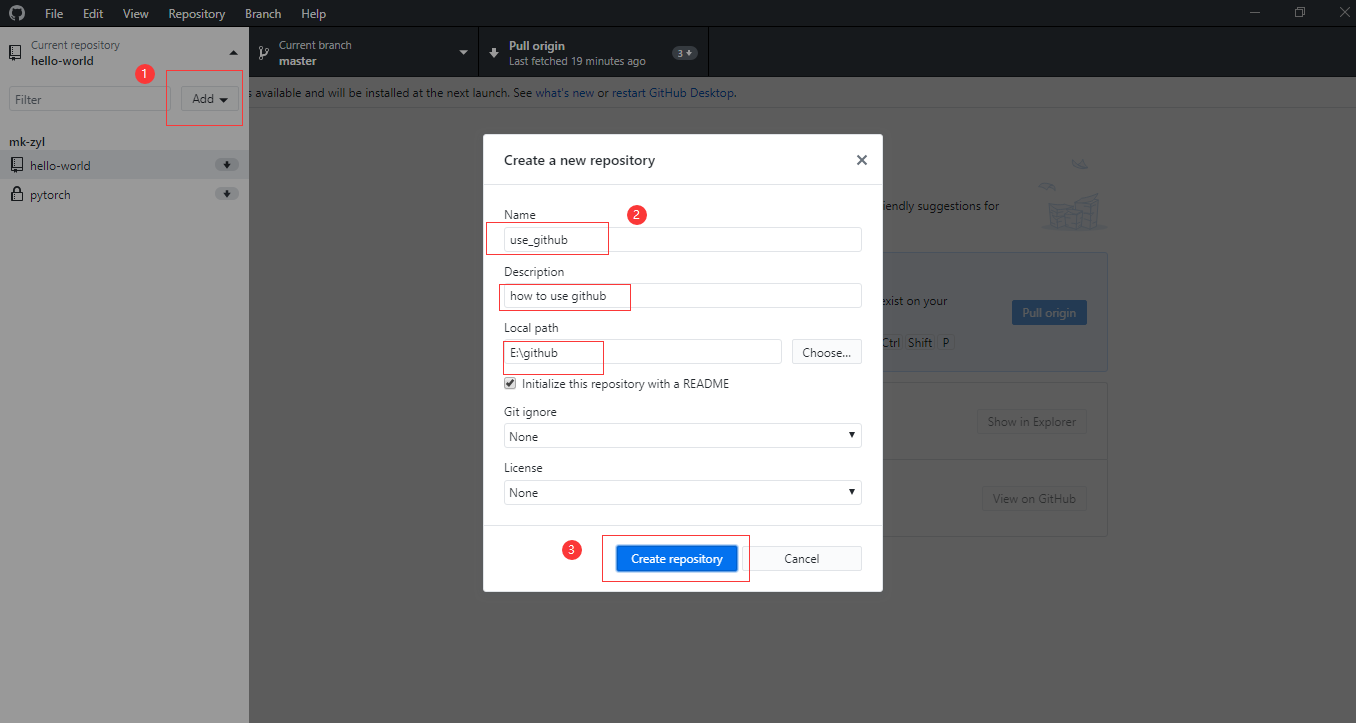 File Edit View Repository Branch Help
Current repository
hello-world
Current branch
master
Pull origin
Last fetched 19 minutes ago
3
1
Filter
Add
s available and will be installed at the next launch. See what's new or restart GitHub Desktop.
mk-zyl
hello-world
pytorch
Create a new repository
Name
2
use_github
Description
how to use github
Local path
E:\github
Choose...
Initialize this repository with a README
Git ignore
None
License
None
3
Create repository
Cancel
iendly suggestions for
exist on your
Pull origin
Ctrl Shift P
Show in Explorer
View on GitHub